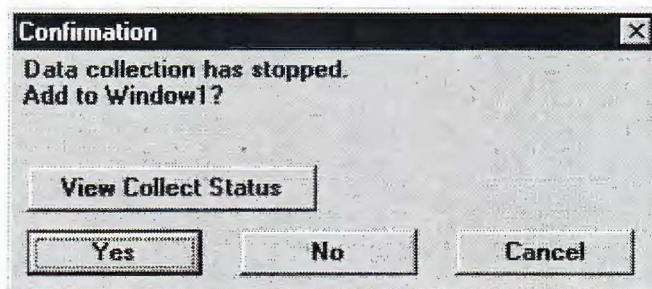 Confirmation
Data collection has stopped.
Add to Window1?
View Collect Status
Yes
No
Cancel